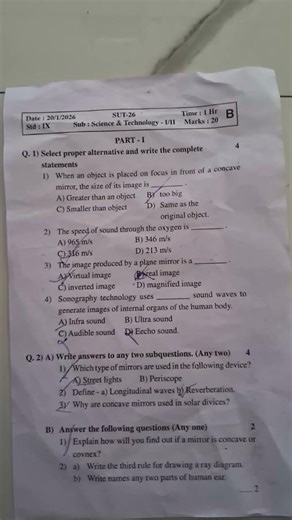 SUT-26
Date : 20/1/2026 Time : 1 Hr
Std : IX Sub : Science & Technology - I/II Marks : 20
B
PART - I
Q. 1) Select proper alternative and write the complete 4
statements
1) When an object is placed on focus in front of a concave
mirror, the size of its image is ______.
A) Greater than an object B) too big
C) Smaller than object D) Same as the
original object.
2) The speed of sound through the oxygen is ______.
A) 965 m/s B) 346 m/s
C) 316 m/s D) 213 m/s
3) The image produced by a plane mirror is a ______.
A) Virtual image B) real image
C) inverted image D) magnified image
4) Sonography technology uses ______ sound waves to
generate images of internal organs of the human body.
A) Infra sound B) Ultra sound
C) Audible sound D) Eecho sound.
Q. 2) A) Write answers to any two subquestions. (Any two) 4
1) Which type of mirrors are used in the following device?
A) Street lights B) Periscope
2) Define - a) Longitudinal waves b) Reverberation.
3) Why are concave mirrors used in solar divices?
B) Answer the following questions (Any one) 2
1) Explain how will you find out if a mirror is concave or
covnex?
2) a) Write the third rule for drawing a ray diagram.
b) Write names any two parts of human ear.
....2